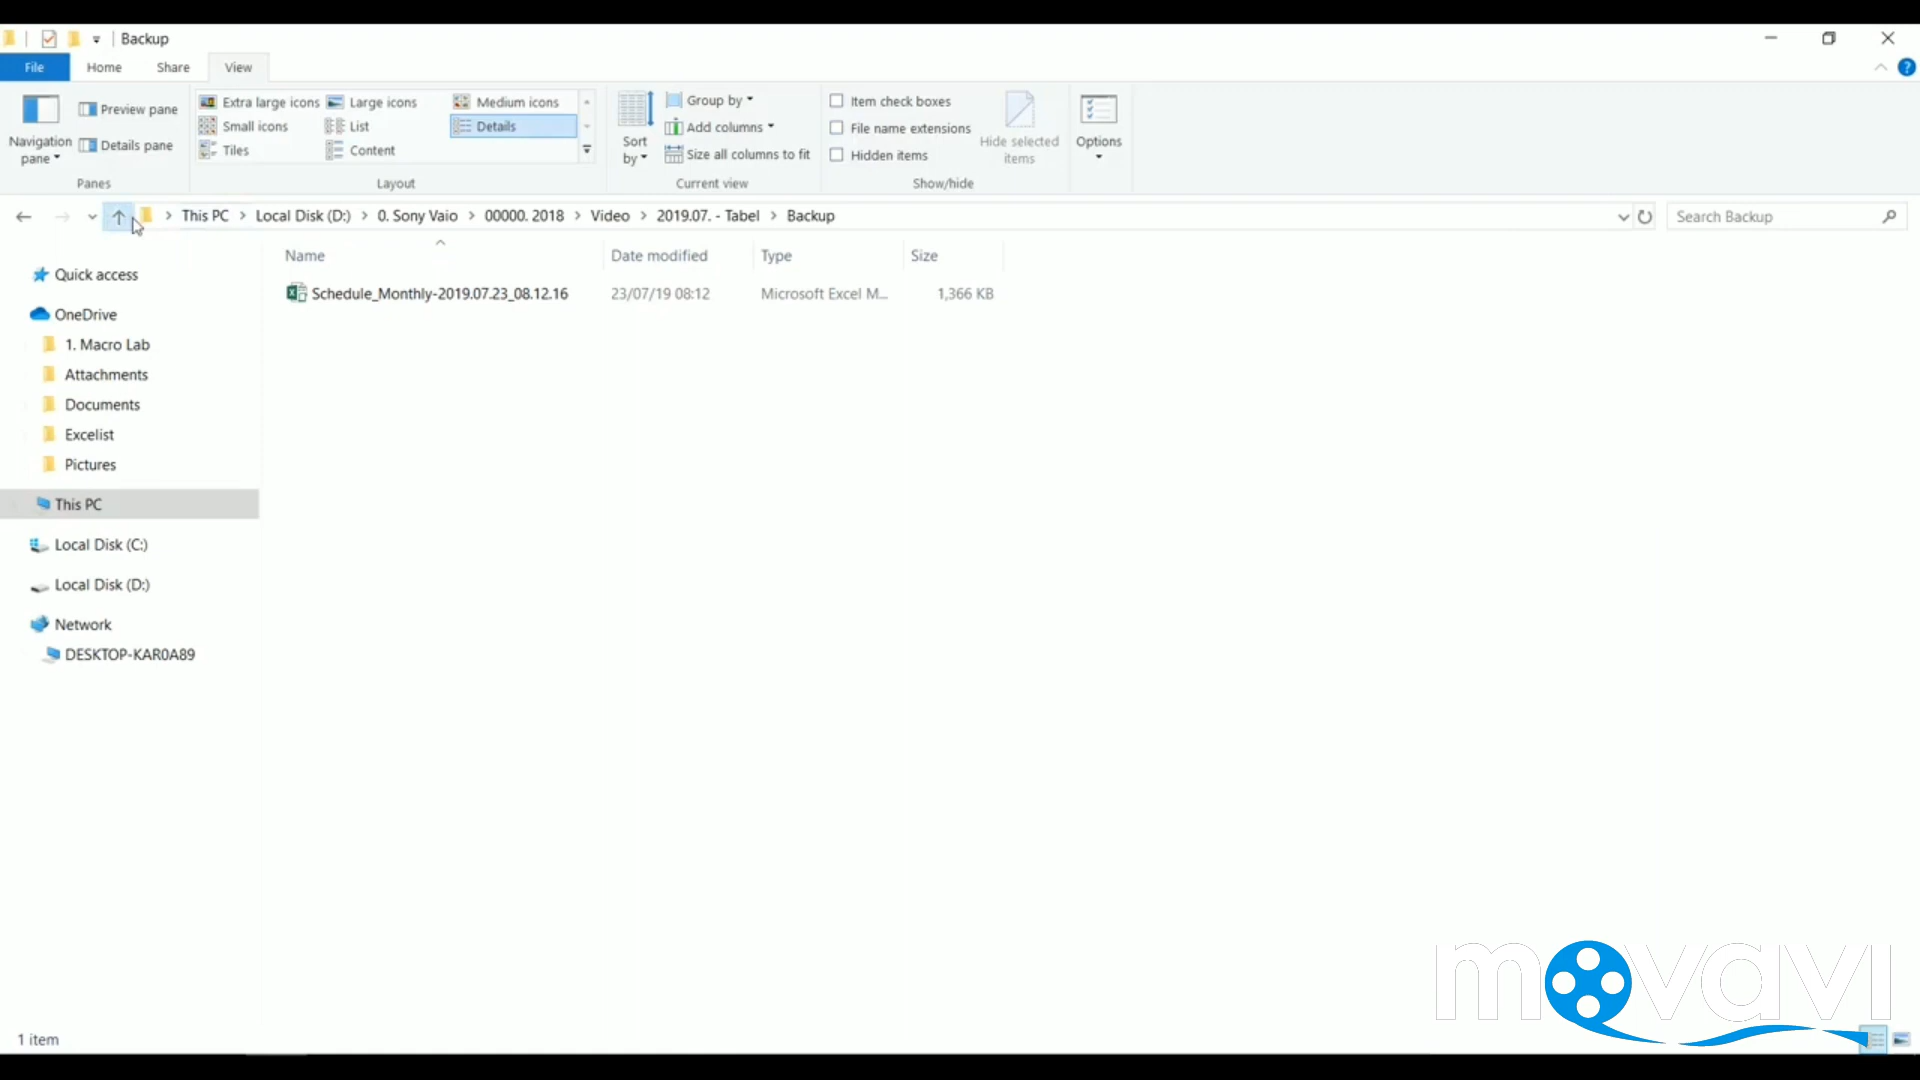 Backup
File Home Share View
Navigation pane
Preview pane
Details pane
Panes
Extra large icons Large icons Medium icons
Small icons List Details
Tiles Content
Layout
Sort by
Group by
Add columns
Size all columns to fit
Current view
Item check boxes
File name extensions
Hidden items
Hide selected items
Show/hide
Options
This PC > Local Disk (D:) > 0. Sony Vaio > 00000. 2018 > Video > 2019.07. - Tabel > Backup
Search Backup
Name Date modified Type Size
Schedule_Monthly-2019.07.23_08.12.16 23/07/19 08:12 Microsoft Excel M... 1,366 KB
Quick access
OneDrive
1. Macro Lab
Attachments
Documents
Excelist
Pictures
This PC
Local Disk (C:)
Local Disk (D:)
Network
DESKTOP-KAR0A89
movavi
1 item